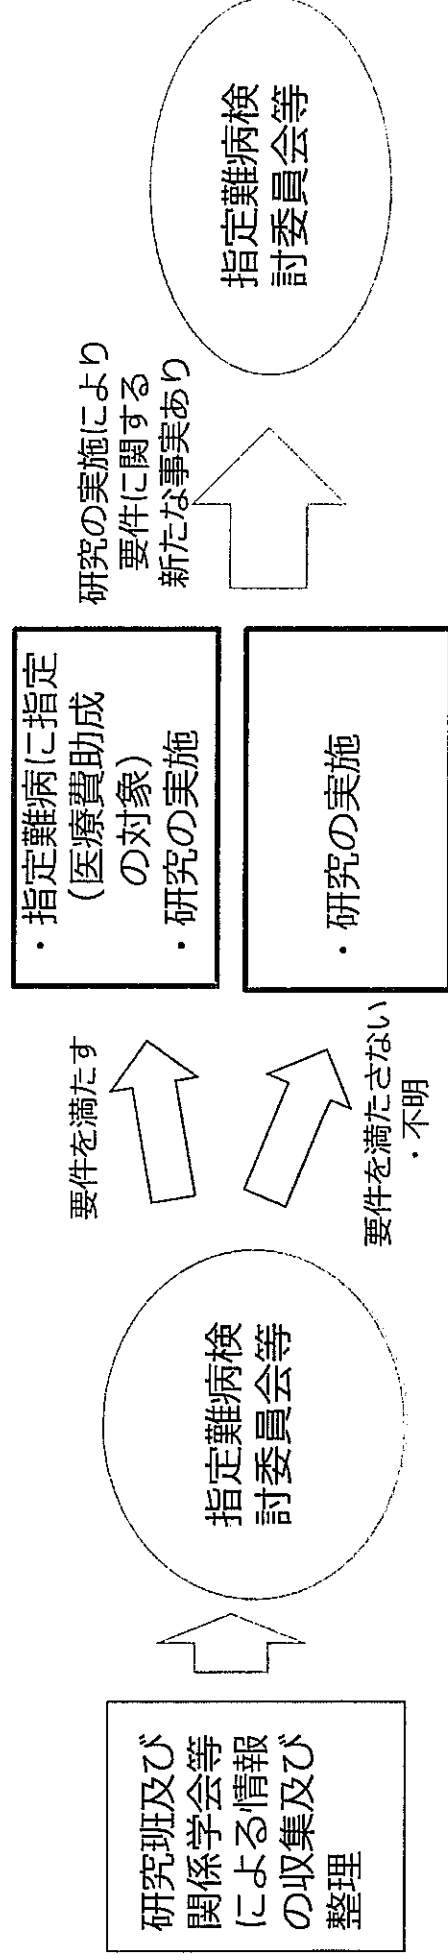 研究班及び
関係学会等
による情報
の収集及び
整理
指定難病検
討委員会等
要件を満たす
要件を満たさない
・不明
・指定難病に指定
(医療費助成
の対象)
・研究の実施
・研究の実施
研究の実施により
要件に関する
新たな事実あり
指定難病検
討委員会等